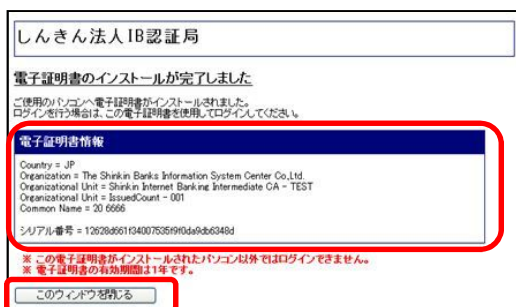 しんきん法人IB認証局
電子証明書のインストールが完了しました
ご使用のパソコンへ電子証明書がインストールされました。
ログインを行う場合は、この電子証明書を使用してログインしてください。
電子証明書情報
Country = JP
Organization = The Shinkin Banks Information System Center Co.,Ltd.
Organizational Unit = Shinkin Internet Banking Intermediate CA - TEST
Organizational Unit = IssuedCount - 001
Common Name = 20 6666
シリアル番号 = 12628d661f34007535f9f0da9db6348d
※ この電子証明書がインストールされたパソコン以外ではログインできません。
※ 電子証明書の有効期間は1年です。
このウィンドウを閉じる